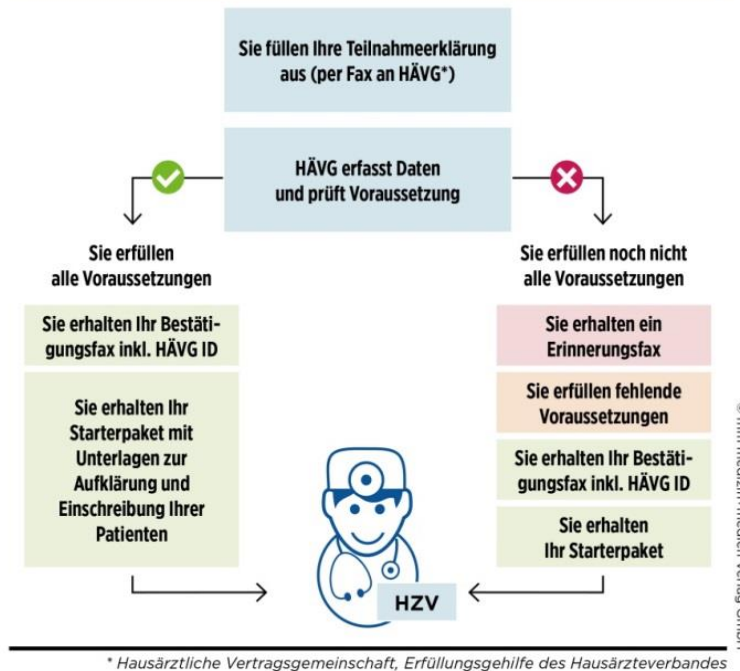 Sie füllen Ihre Teilnahmeerklärung
aus (per Fax an HÄVG*)
HÄVG erfasst Daten
und prüft Voraussetzung
Sie erfüllen
alle Voraussetzungen
Sie erhalten Ihr Bestäti-
gungsfax inkl. HÄVG ID
Sie erhalten Ihr
Starterpaket mit
Unterlagen zur
Aufklärung und
Einschreibung Ihrer
Patienten
Sie erfüllen noch nicht
alle Voraussetzungen
Sie erhalten ein
Erinnerungsfax
Sie erfüllen fehlende
Voraussetzungen
Sie erhalten Ihr Bestäti-
gungsfax inkl. HÄVG ID
Sie erhalten
Ihr Starterpaket
HZV
* Hausärztliche Vertragsgemeinschaft, Erfüllungsgehilfe des Hausärzteverbandes